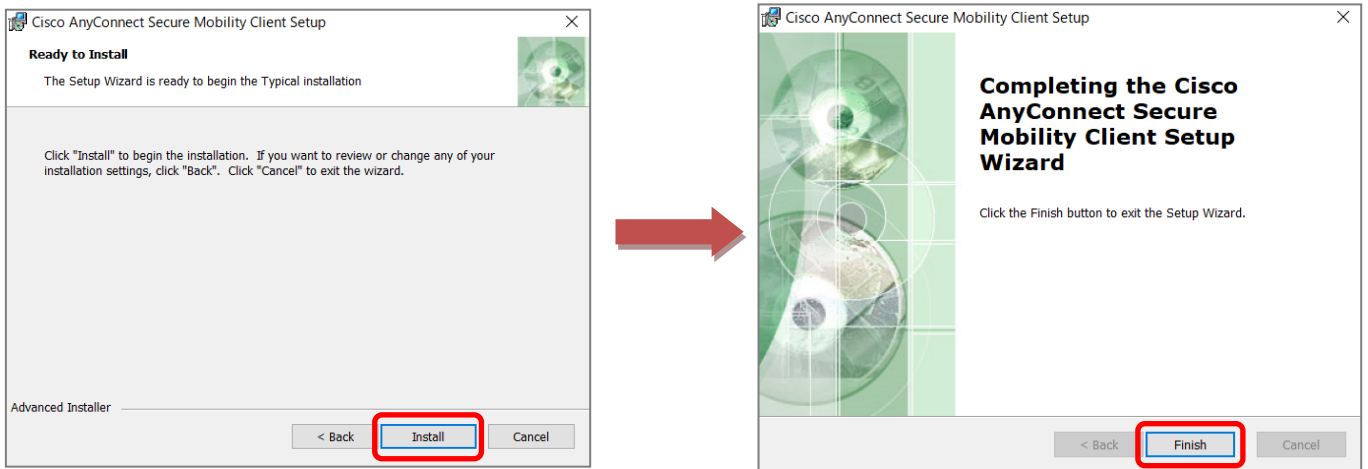 Cisco AnyConnect Secure Mobility Client Setup
Ready to Install
The Setup Wizard is ready to begin the Typical installation
Click "Install" to begin the installation.  If you want to review or change any of your
installation settings, click "Back".  Click "Cancel" to exit the wizard.
Advanced Installer
< Back
Install
Cancel
Cisco AnyConnect Secure Mobility Client Setup
Completing the Cisco
AnyConnect Secure
Mobility Client Setup
Wizard
Click the Finish button to exit the Setup Wizard.
< Back
Finish
Cancel